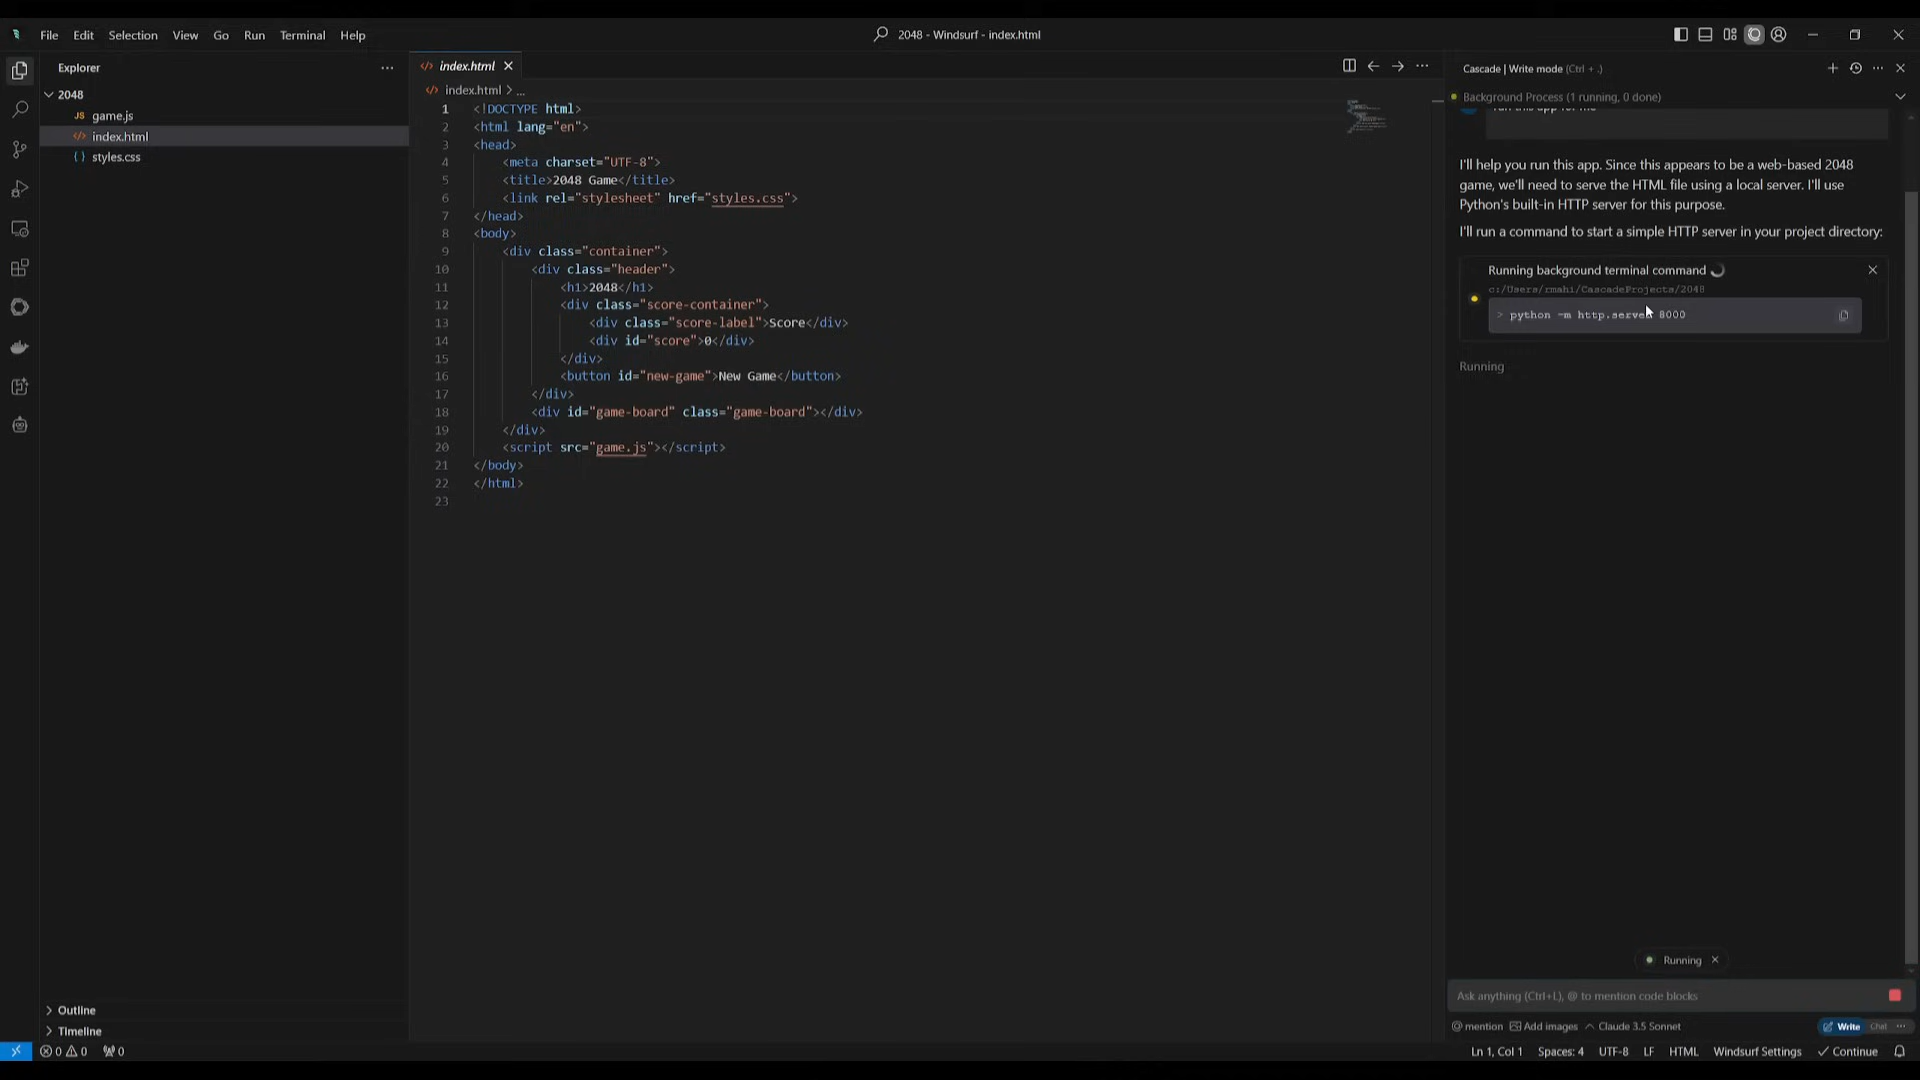 File Edit Selection View Go Run Terminal Help
2048 - Windsurf - index.html
Explorer
2048
game.js
index.html
styles.css
Outline
Timeline
index.html
index.html > ...
1 <!DOCTYPE html>
2 <html lang="en">
3 <head>
4 <meta charset="UTF-8">
5 <title>2048 Game</title>
6 <link rel="stylesheet" href="styles.css">
7 </head>
8 <body>
9 <div class="container">
10 <div class="header">
11 <h1>2048</h1>
12 <div class="score-container">
13 <div class="score-label">Score</div>
14 <div id="score">0</div>
15 </div>
16 <button id="new-game">New Game</button>
17 </div>
18 <div id="game-board" class="game-board"></div>
19 </div>
20 <script src="game.js"></script>
21 </body>
22 </html>
23
Cascade | Write mode (Ctrl + .)
Background Process (1 running, 0 done)
run this app for me
I'll help you run this app. Since this appears to be a web-based 2048
game, we'll need to serve the HTML file using a local server. I'll use
Python's built-in HTTP server for this purpose.
I'll run a command to start a simple HTTP server in your project directory:
Running background terminal command
c:/Users/rmahi/CascadeProjects/2048
> python -m http.server 8000
Running
Running
Ask anything (Ctrl+L), @ to mention code blocks
@ mention Add images Claude 3.5 Sonnet Write Chat ...
0 0 0 Ln 1, Col 1 Spaces: 4 UTF-8 LF HTML Windsurf Settings Continue